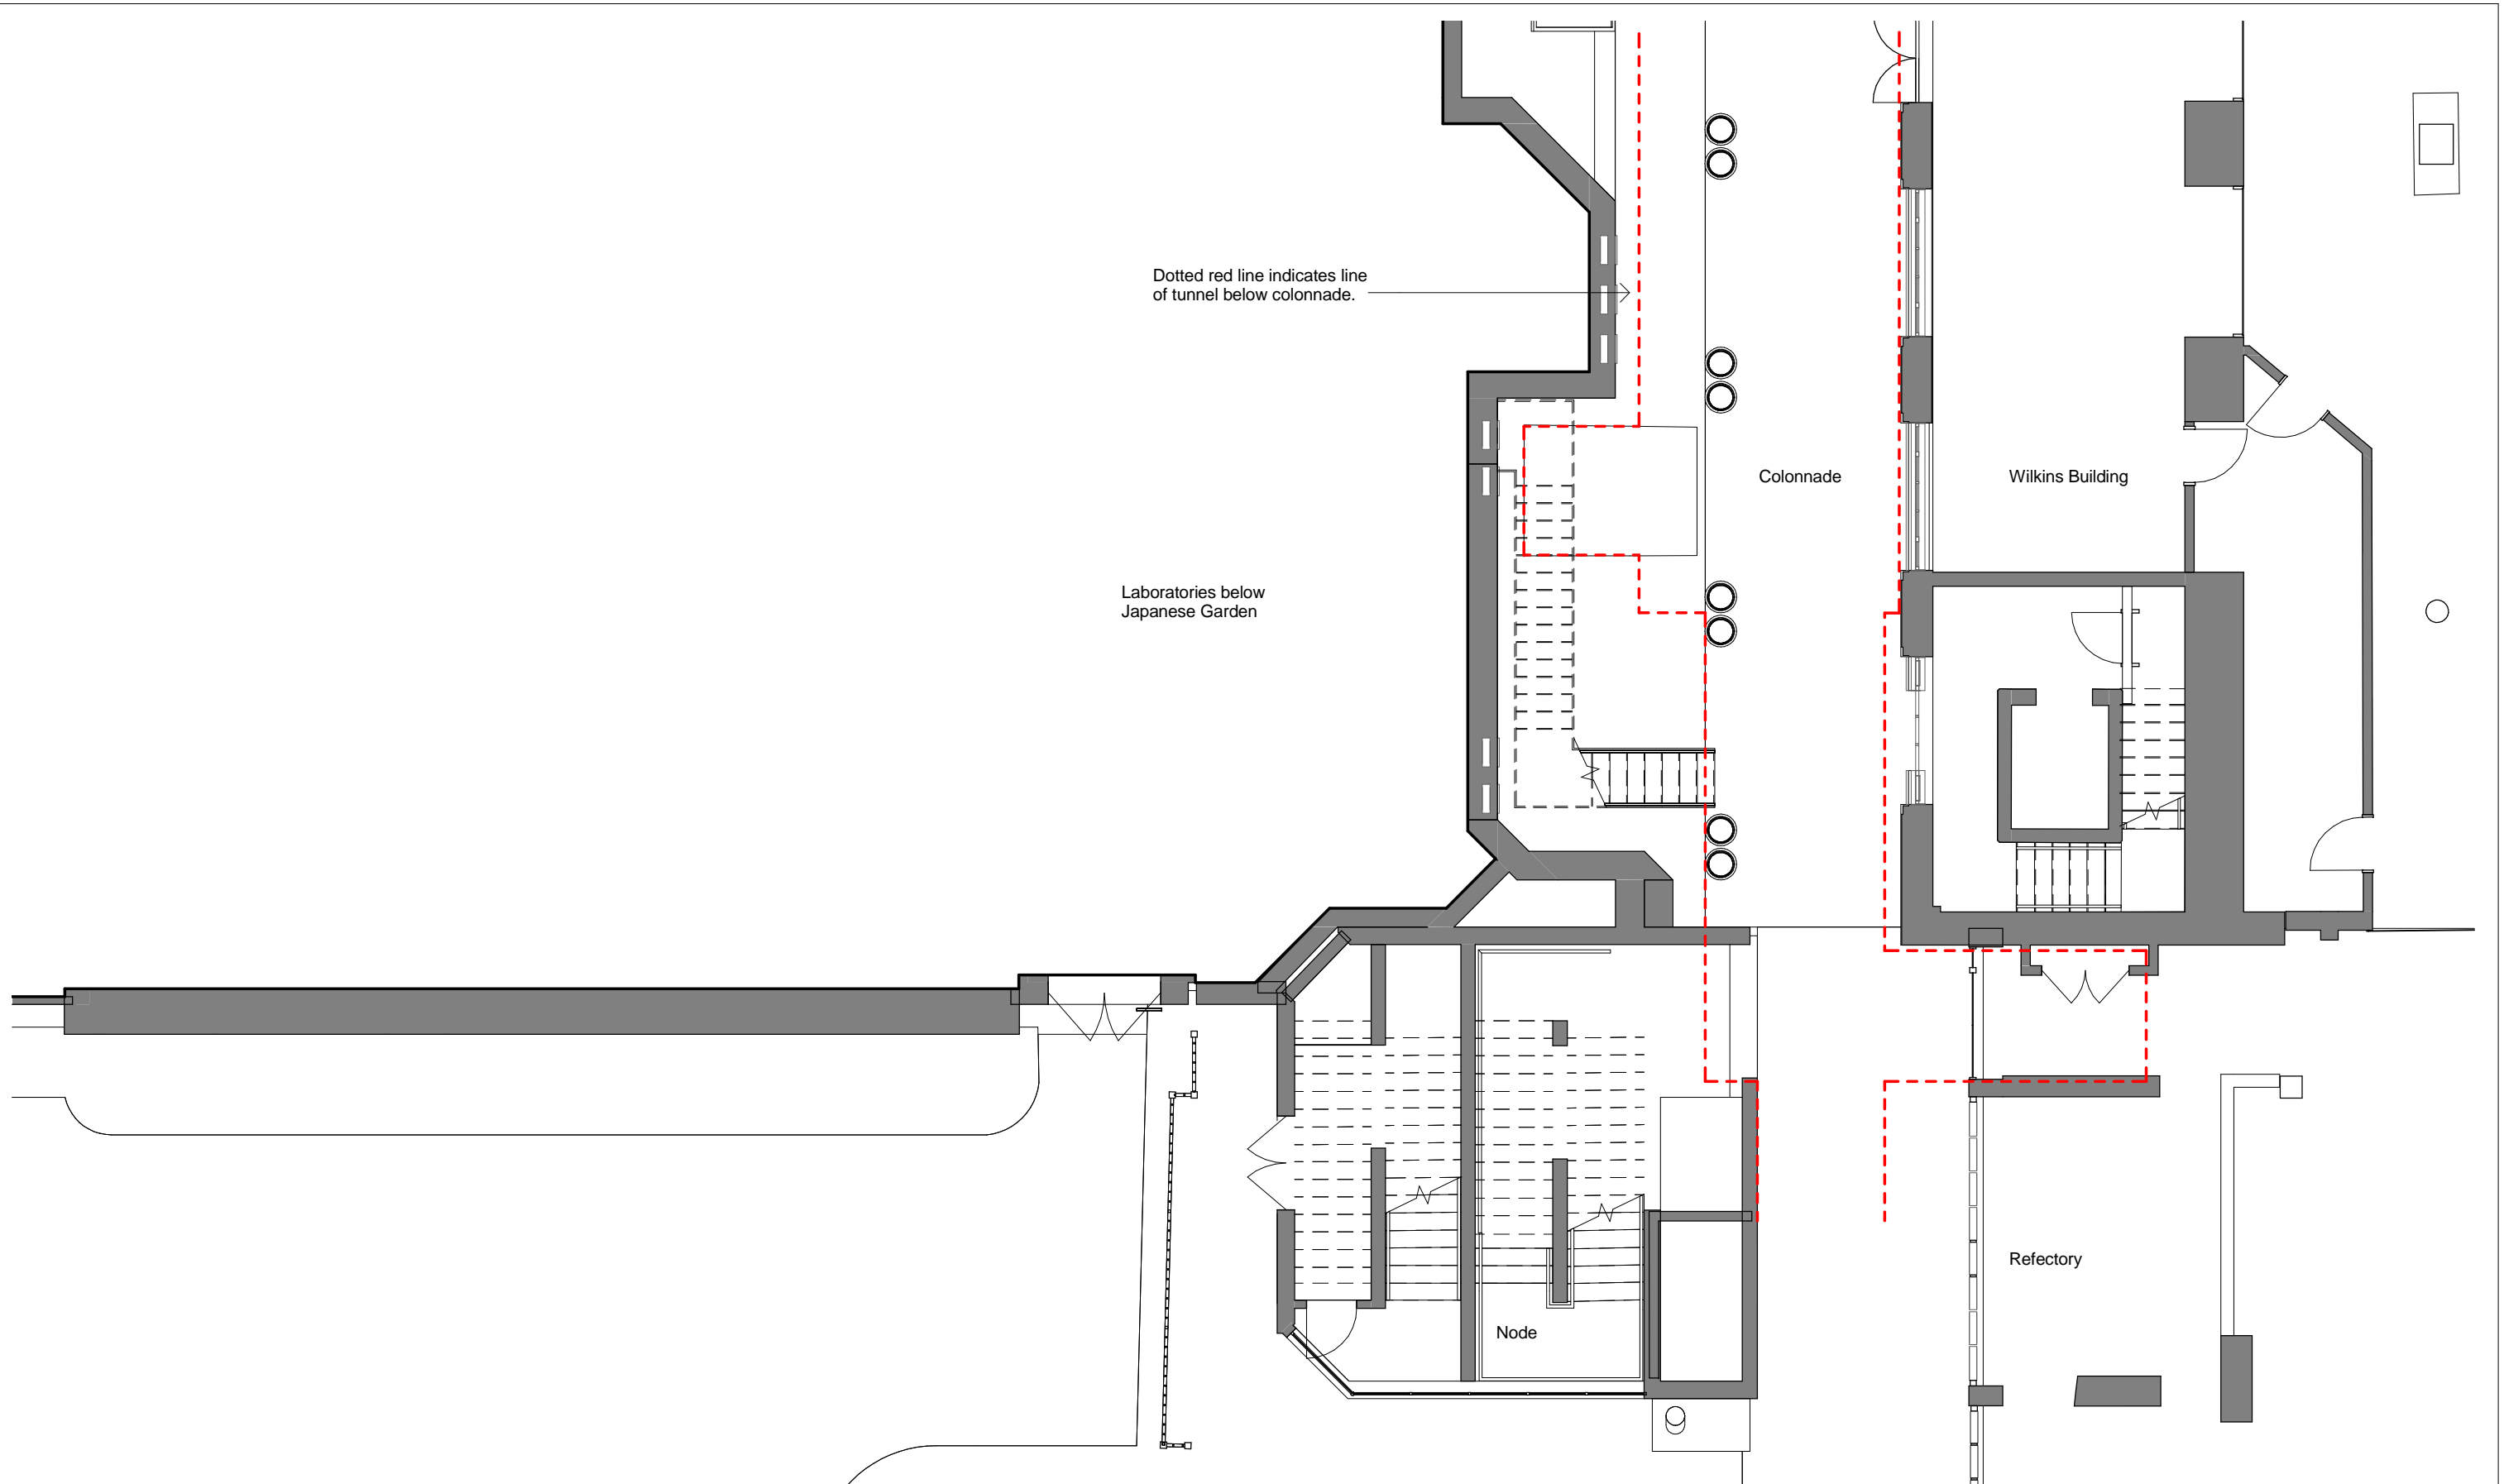 Dotted red line indicates line
of tunnel below colonnade.
Colonnade
Wilkins Building
Laboratories below
Japanese Garden
Refectory
Node